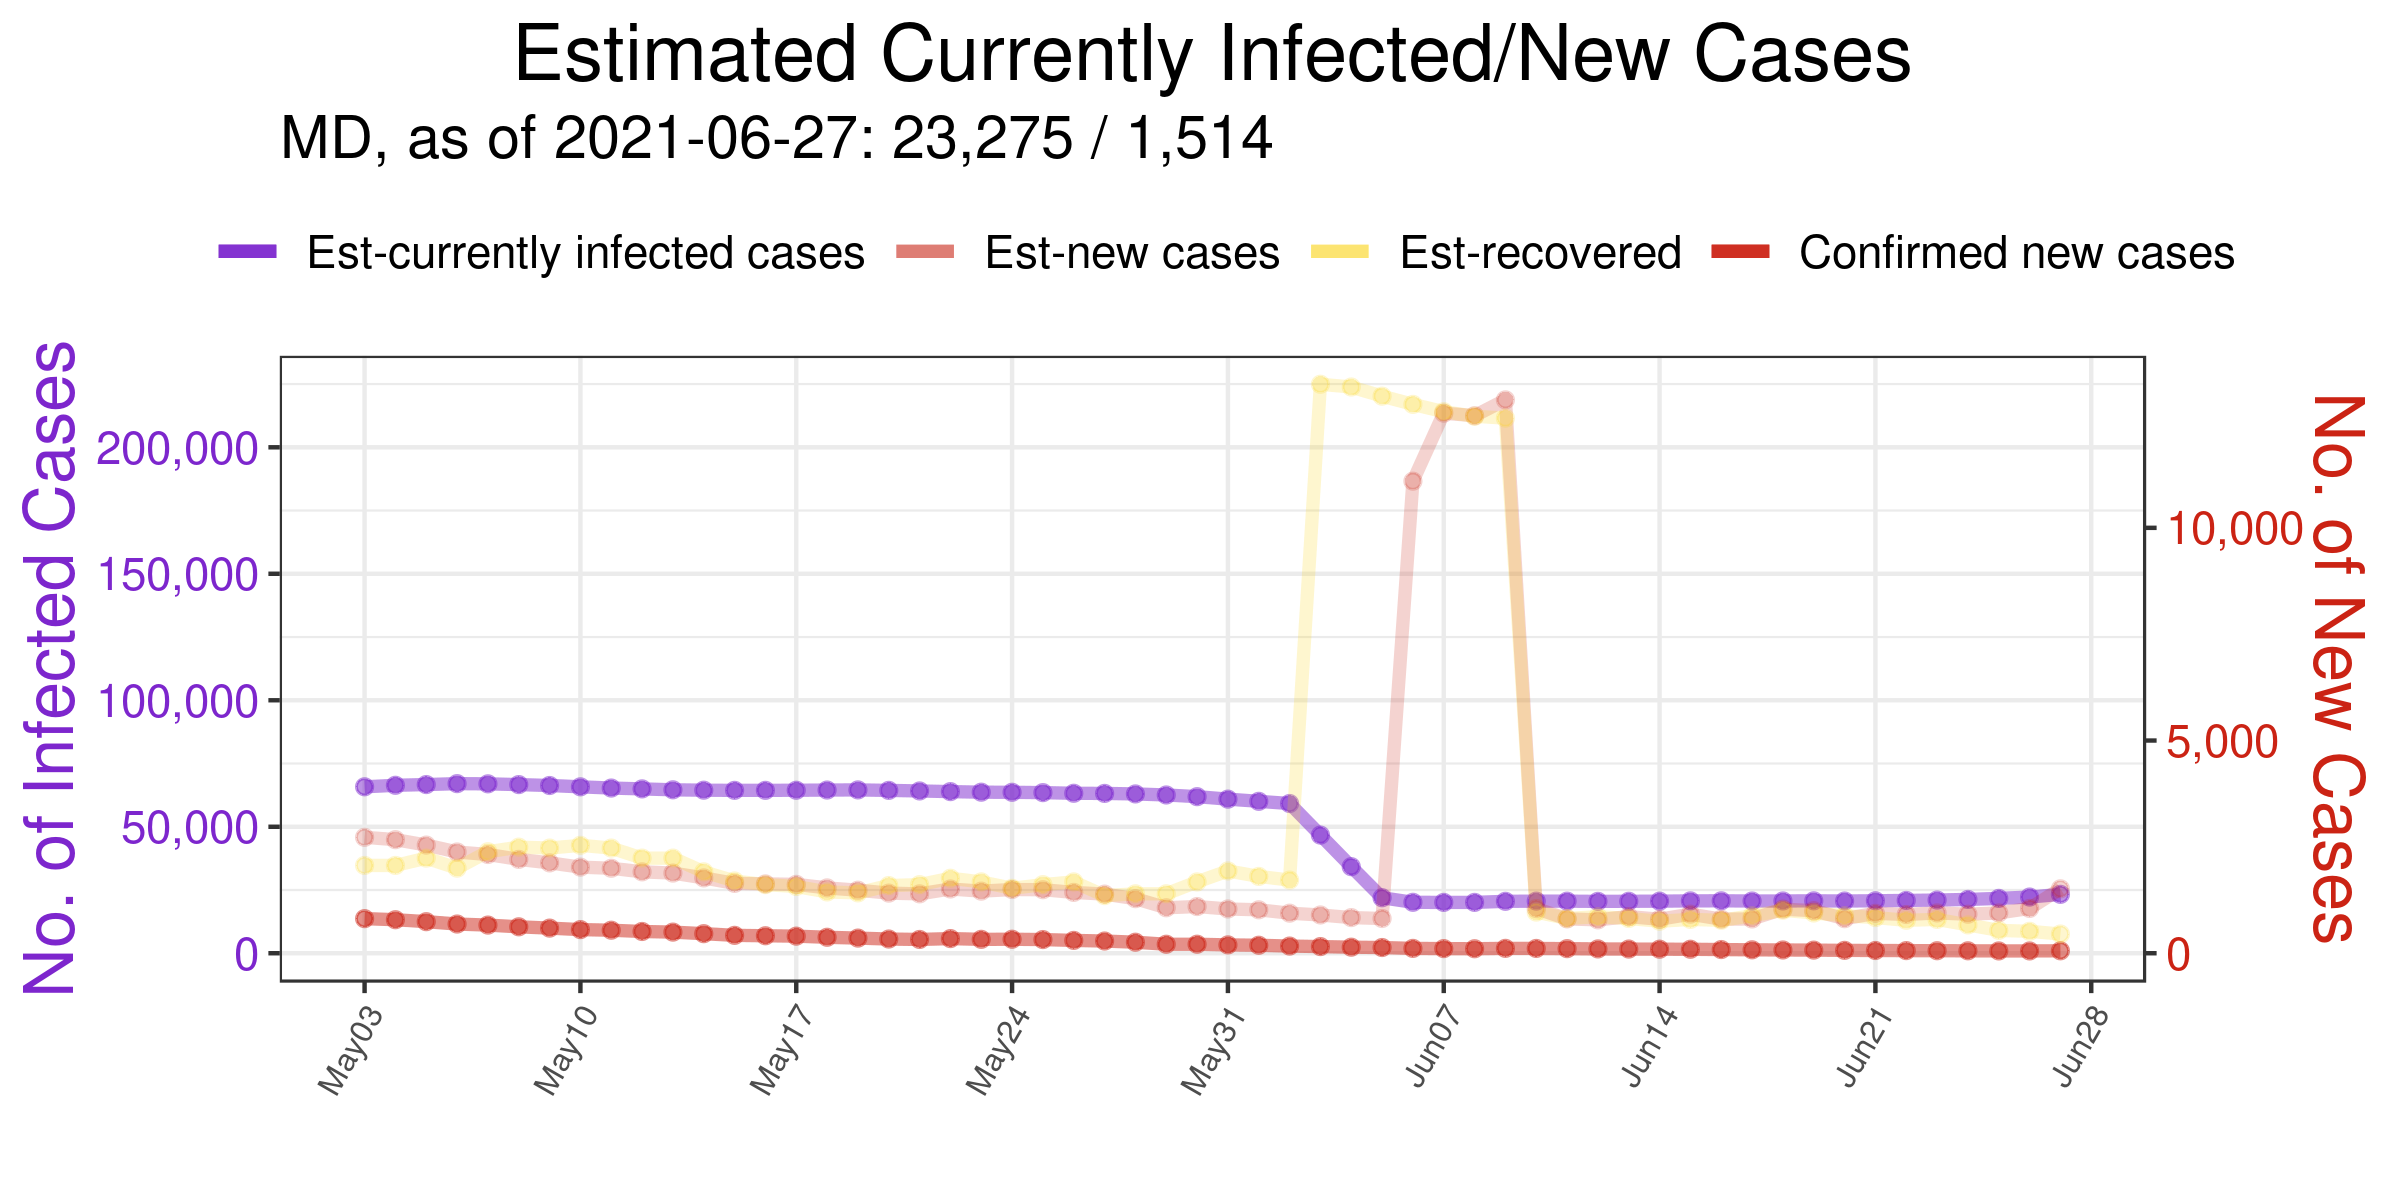 Estimated Currently Infected/New Cases
MD, as of 2021-06-27: 23,275 / 1,514
Est-currently infected cases Est-new cases Est-recovered Confirmed new cases
No. of Infected Cases
200,000
150,000
100,000
50,000
0
10,000
5,000
0
No. of New Cases
May03 May10 May17 May24 May31 Jun07 Jun14 Jun21 Jun28